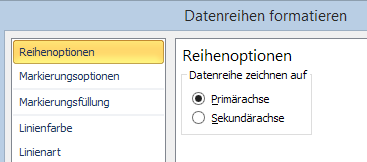 Datenreihen formatieren
Reihenoptionen
Markierungsoptionen
Markierungsfüllung
Linienfarbe
Linienart
Reihenoptionen
Datenreihe zeichnen auf
Primärachse
Sekundärachse